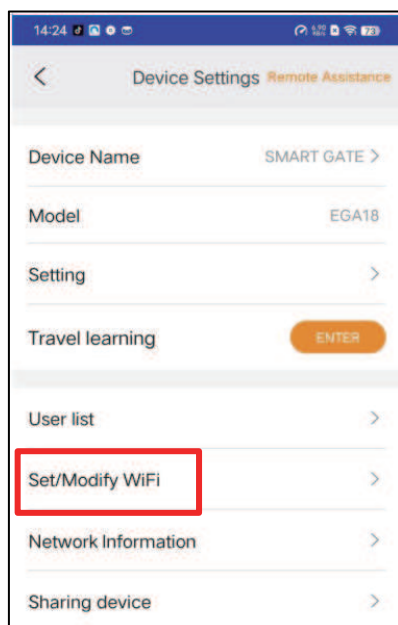 14:24
73
Device Settings Remote Assistance
Device Name SMART GATE
Model EGA18
Setting
Travel learning ENTER
User list
Set/Modify WiFi
Network Information
Sharing device